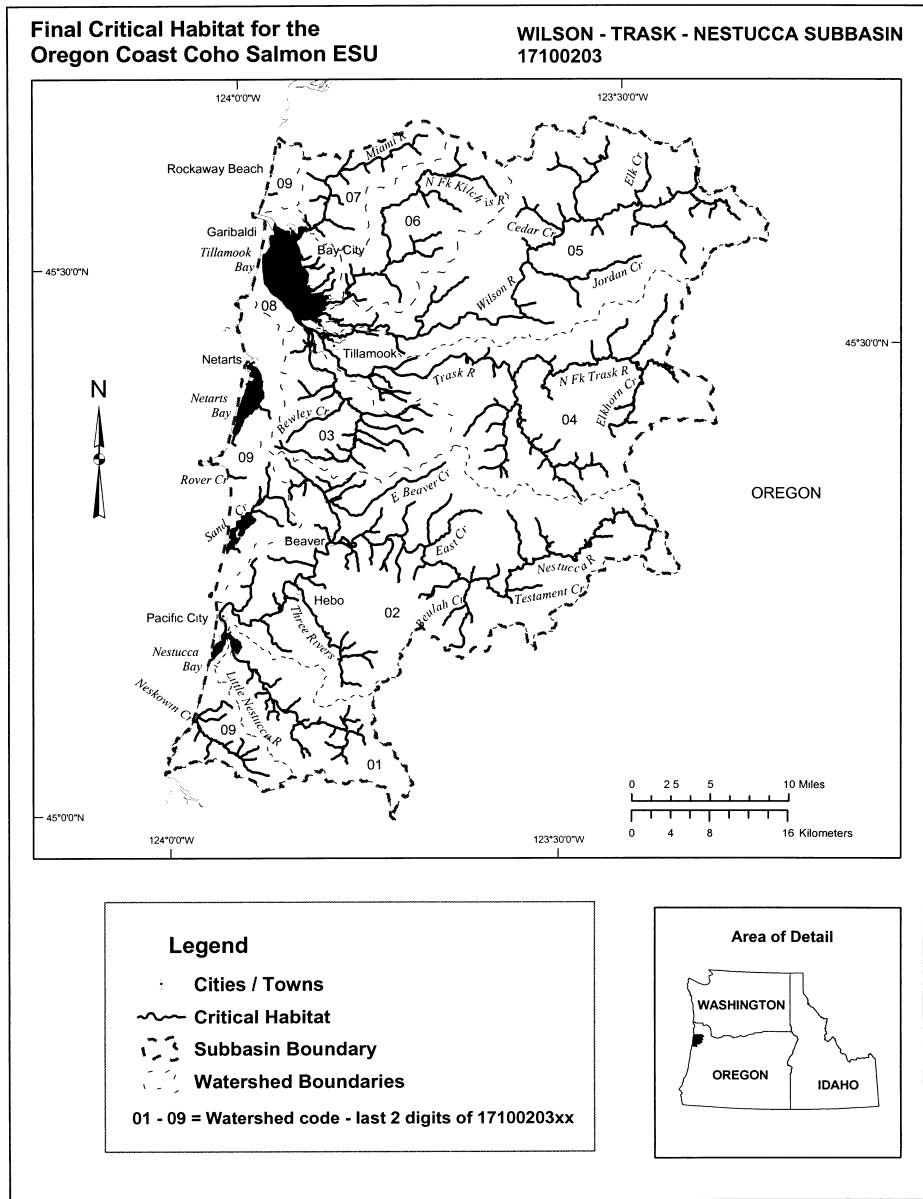 Final Critical Habitat for the
Oregon Coast Coho Salmon ESU
WILSON - TRASK - NESTUCCA SUBBASIN
17100203
124°0'0"W
123°30'0"W
Rockaway Beach
09
Miami R
07
N Fk Kilchis R
Elk Cr
06
Garibaldi
Tillamook
Bay
Bay City
Cedar Cr
05
45°30'0"N
Jordan Cr
Wilson R
08
45°30'0"N
Netarts
Tillamook
Trask R
N Fk Trask R
N
Netarts
Bay
Elkhorn Cr
Bewley Cr
03
04
09
Rover Cr
E Beaver Cr
OREGON
Sand Cr
Beaver
East Cr
Nestucca R
Testament Cr
Hebo
02
Beulah Cr
Three Rivers
Pacific City
Nestucca
Bay
Little Nestucca R
Neskowin Cr
09
01
0 2 5 5 10 Miles
0 4 8 16 Kilometers
45°0'0"N
124°0'0"W
123°30'0"W
Legend
Cities / Towns
Critical Habitat
Subbasin Boundary
Watershed Boundaries
01 - 09 = Watershed code - last 2 digits of 17100203xx
Area of Detail
WASHINGTON
OREGON
IDAHO